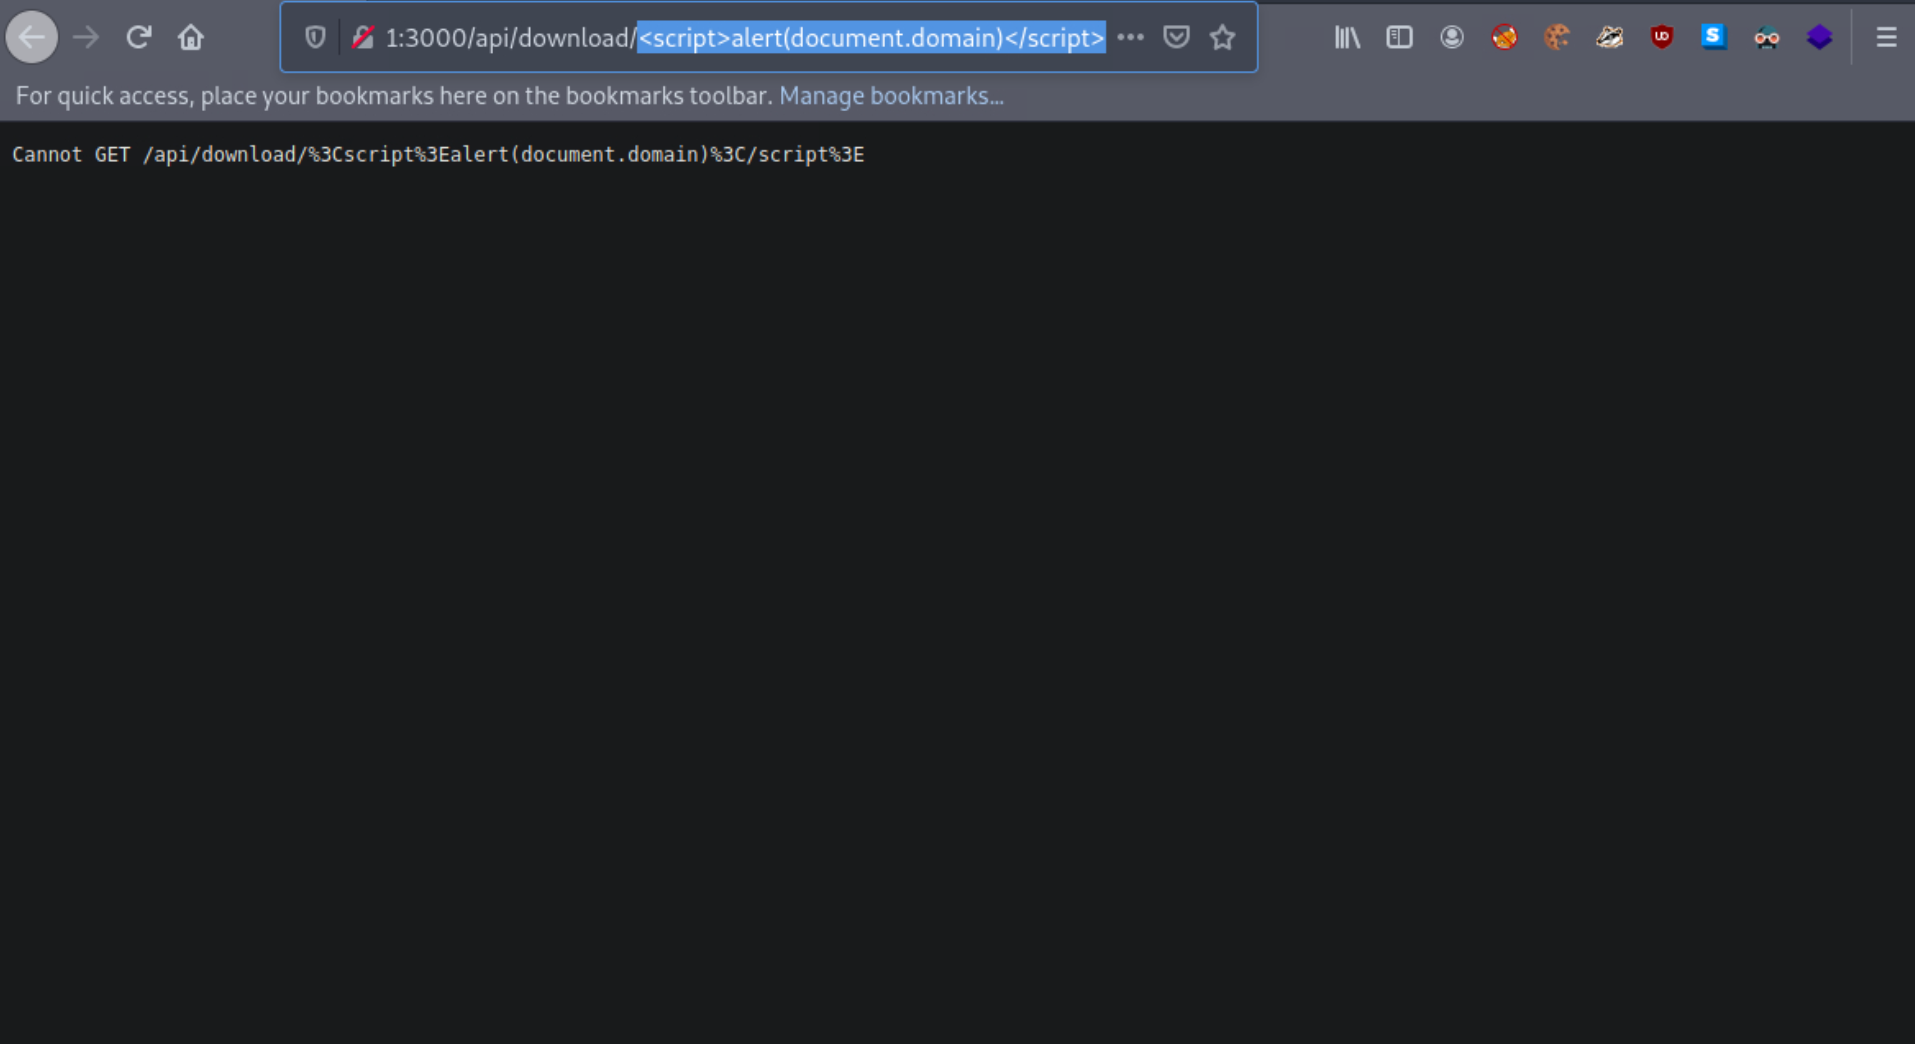 1:3000/api/download/<script>alert(document.domain)</script>
UD S
For quick access, place your bookmarks here on the bookmarks toolbar. Manage bookmarks...
Cannot GET /api/download/%3Cscript%3Ealert(document.domain)%3C/script%3E